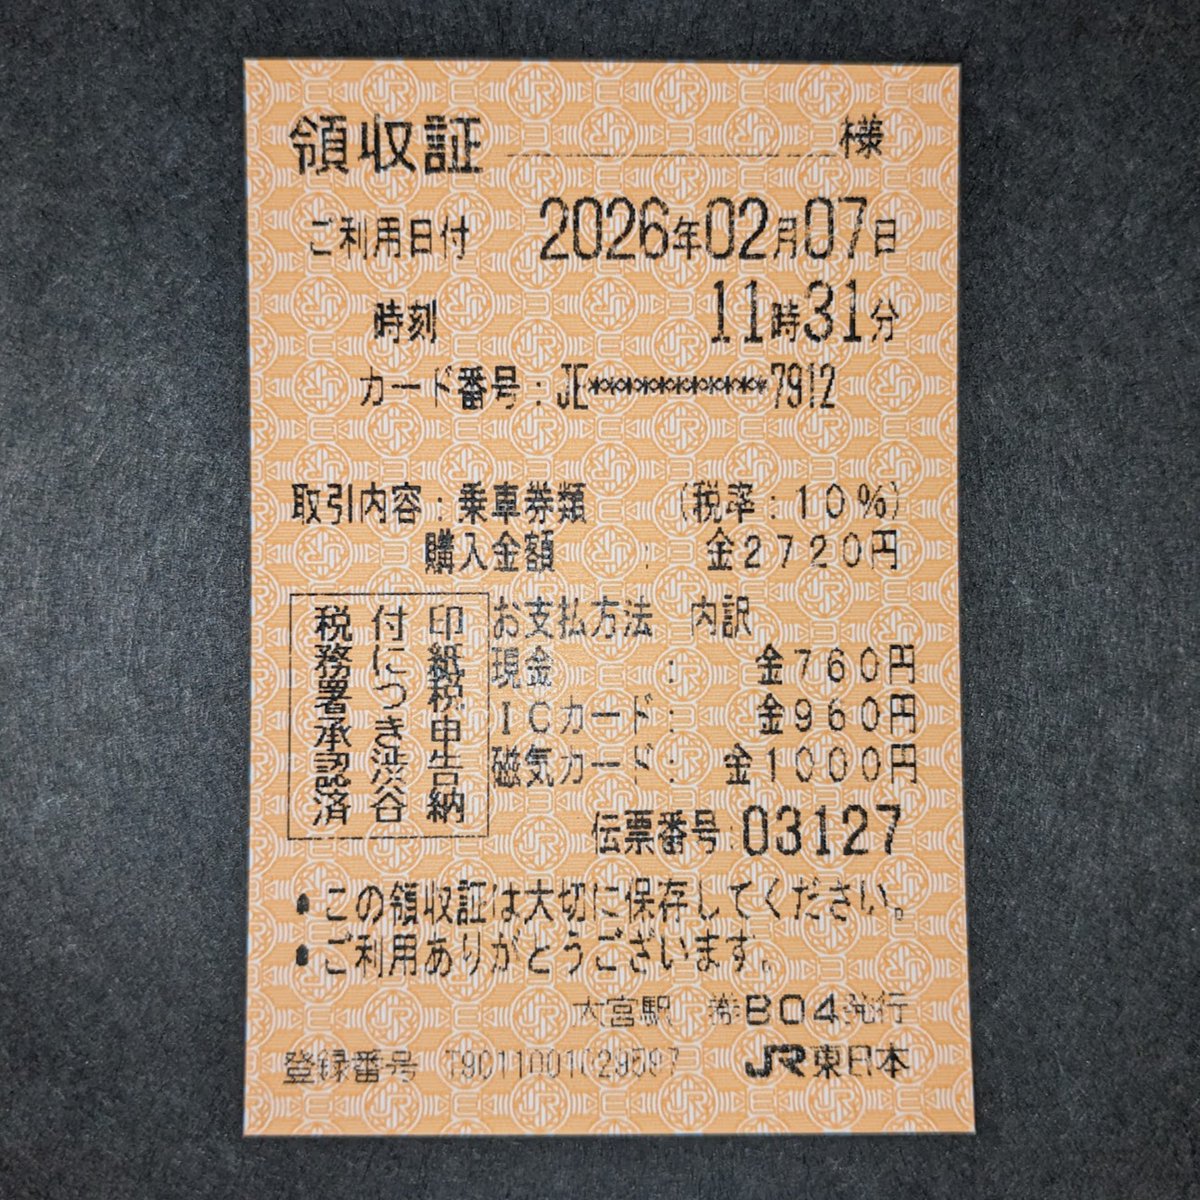 領収証 様
ご利用日付 2026年02月07日
時刻 11時31分
カード番号:JE*************7912
取引内容:乗車券類 (税率:10%)
購入金額 : 金2720円
お支払方法 内訳
現金 : 金760円
ICカード: 金960円
磁気カード: 金1000円
印紙税申告納
付につき渋谷
税務署承認済
伝票番号:03127
•この領収証は大切に保存してください。
•ご利用ありがとうございます。
大宮駅 券B04発行
登録番号 T9011001029597 JR東日本